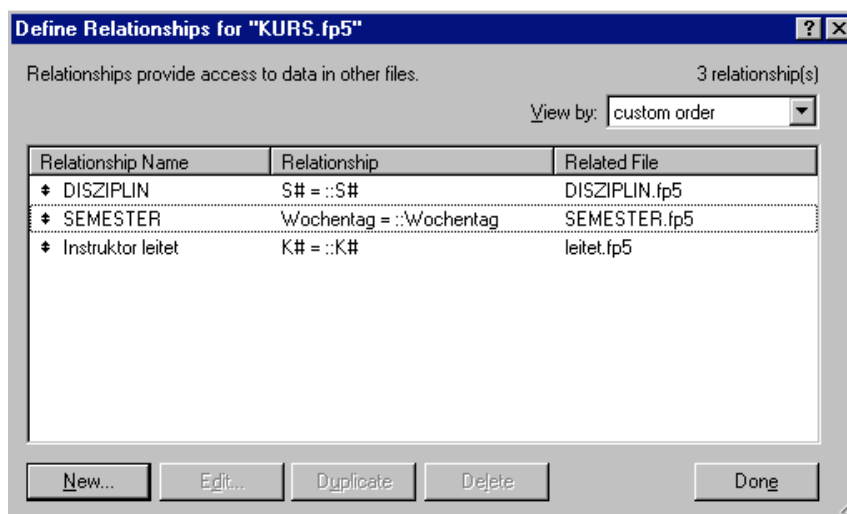 Define Relationships for "KURS.fp5"
Relationships provide access to data in other files. 3 relationship(s)
View by: custom order
Relationship Name Relationship Related File
DISZIPLIN S# = ::S# DISZIPLIN.fp5
SEMESTER Wochentag = ::Wochentag SEMESTER.fp5
Instruktor leitet K# = ::K# leitet.fp5
New... Edit... Duplicate Delete Done